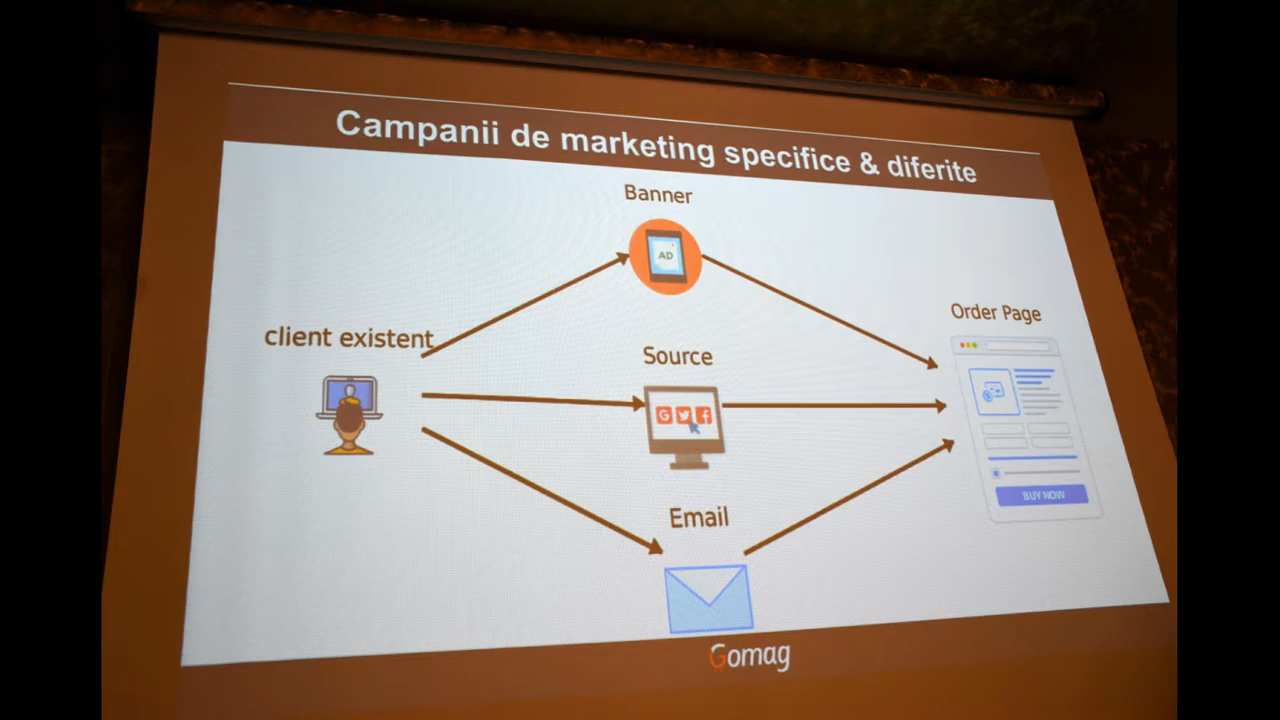 Campanii de marketing specifice & diferite
Banner
AD
client existent
Source
G f
Order Page
BUY NOW
Email
Gomag